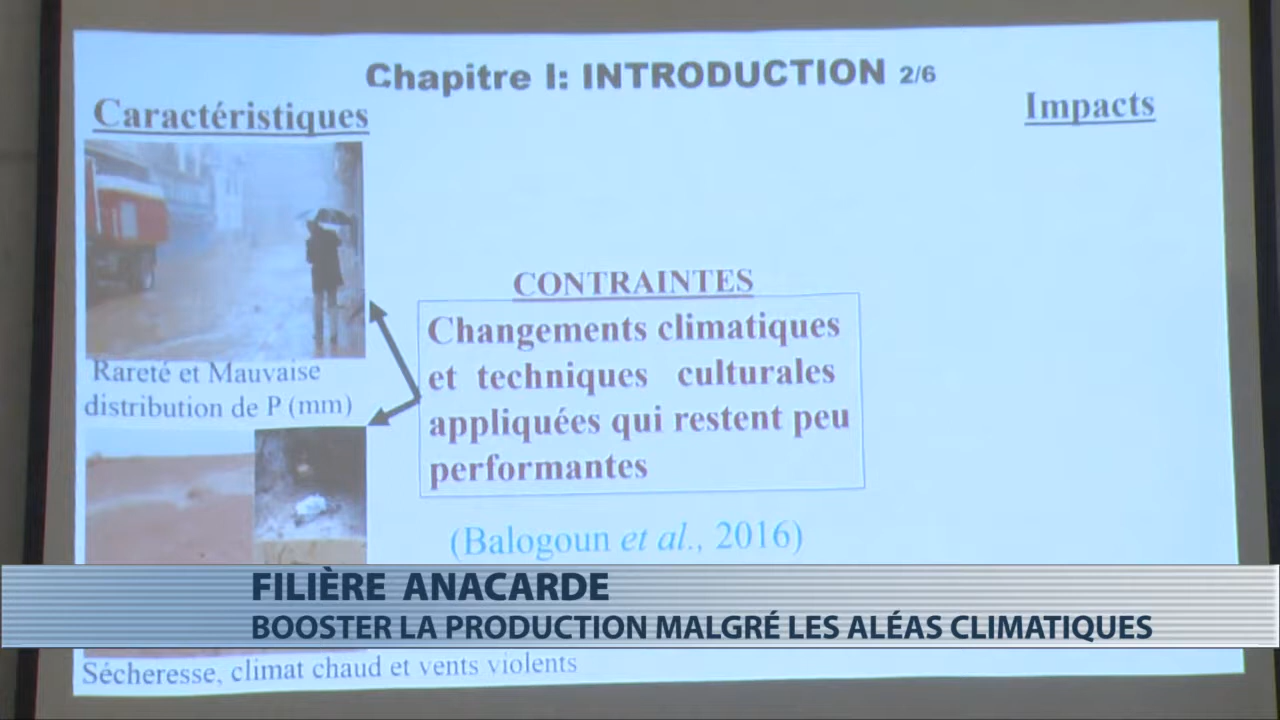 Chapitre I: INTRODUCTION 2/6
Caractéristiques
Impacts
CONTRAINTES
Changements climatiques
et techniques culturales
appliquées qui restent peu
performantes
Rareté et Mauvaise
distribution de P (mm)
(Balogoun et al., 2016)
FILIÈRE ANACARDE
BOOSTER LA PRODUCTION MALGRÉ LES ALÉAS CLIMATIQUES
Sécheresse, climat chaud et vents violents